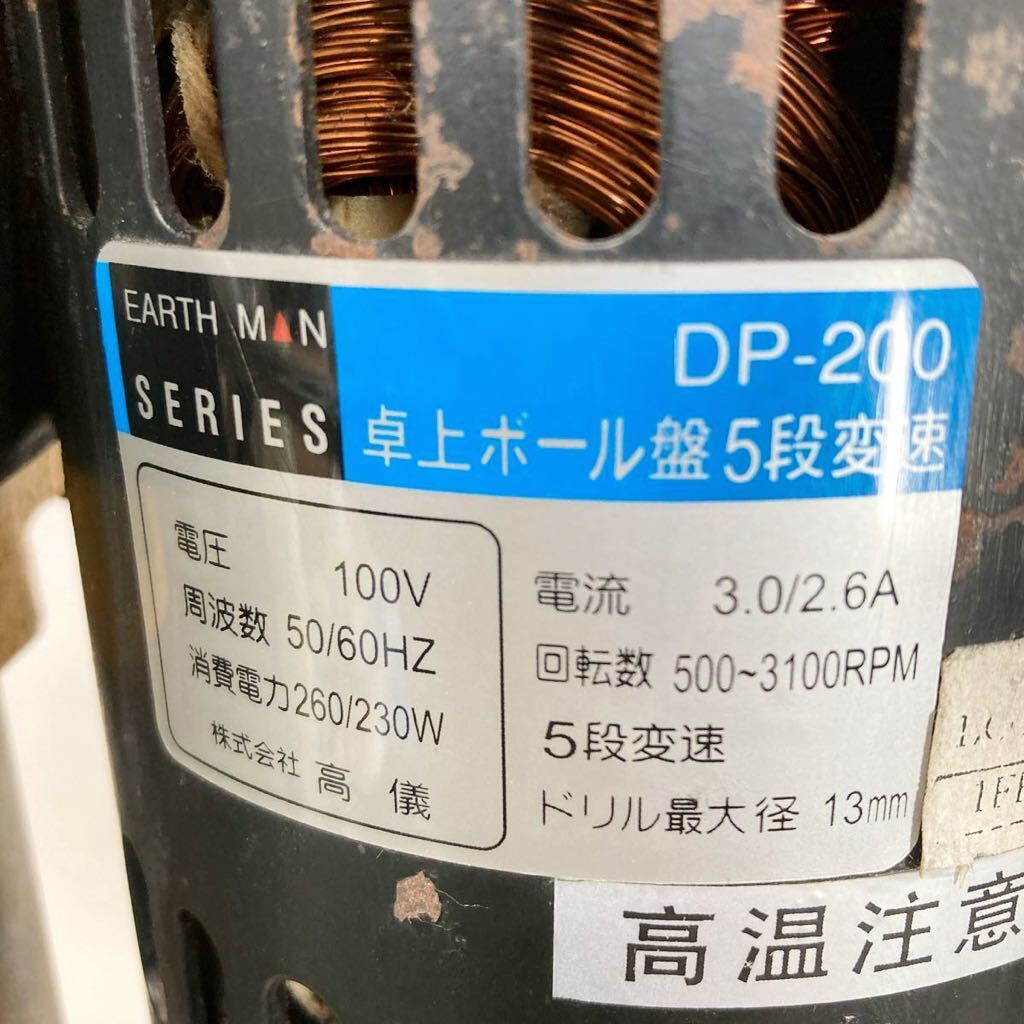 EARTH MAN
SERIES
DP-200
卓上ボール盤 5段変速
電圧 100V
周波数 50/60HZ
消費電力 260/230W
株式会社 高儀
電流 3.0/2.6A
回転数 500~3100RPM
5段変速
ドリル最大径 13mm
高温注意